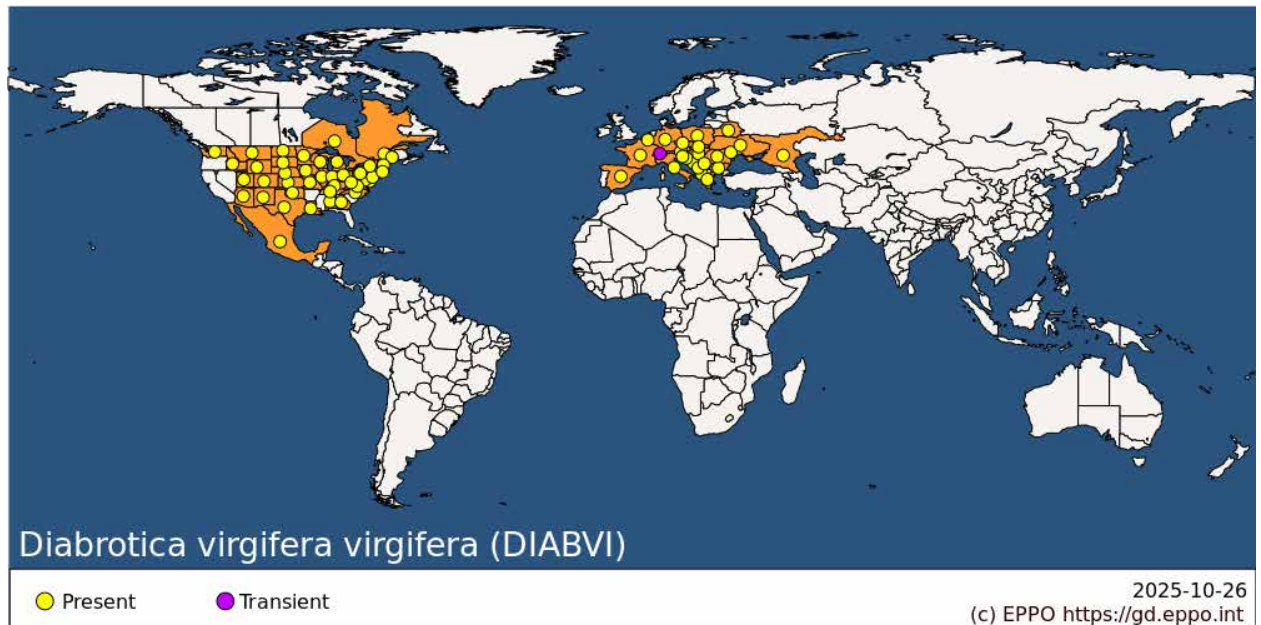 Diabrotica virgifera virgifera (DIABVI)
Present
Transient
2025-10-26
(c) EPPO https://gd.eppo.int